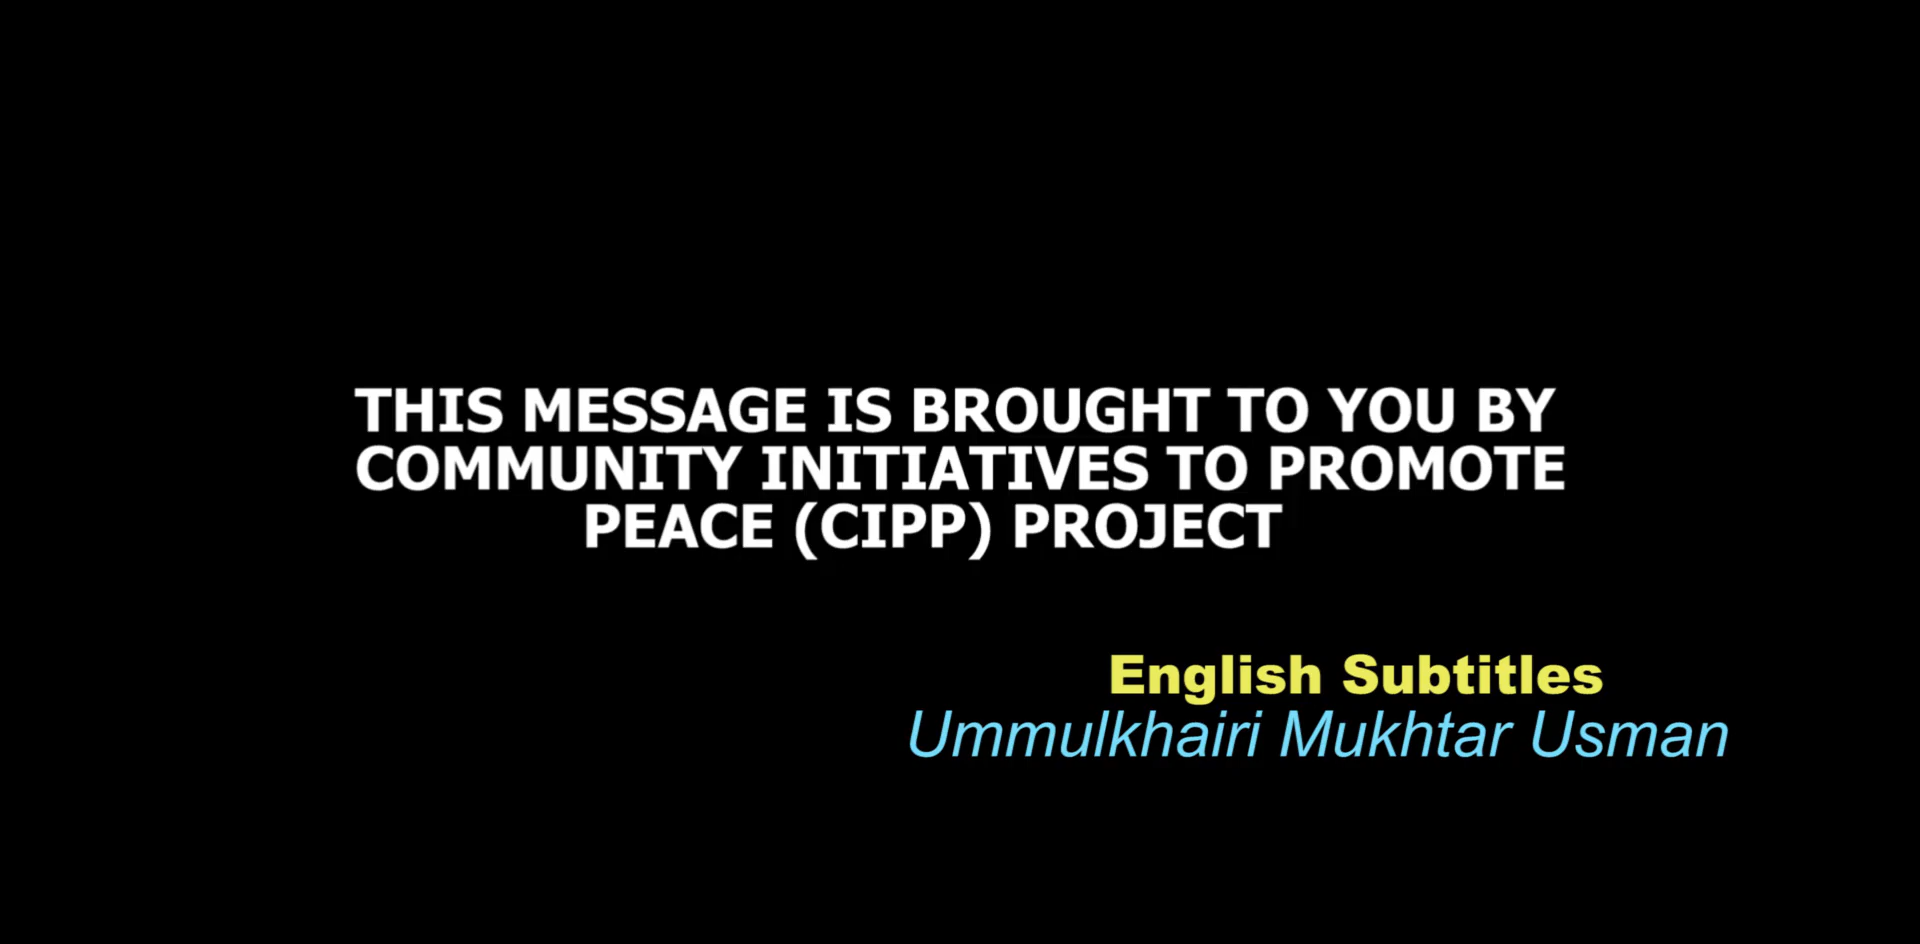 THIS MESSAGE IS BROUGHT TO YOU BY
COMMUNITY INITIATIVES TO PROMOTE
PEACE (CIPP) PROJECT
English Subtitles
Ummulkhairi Mukhtar Usman